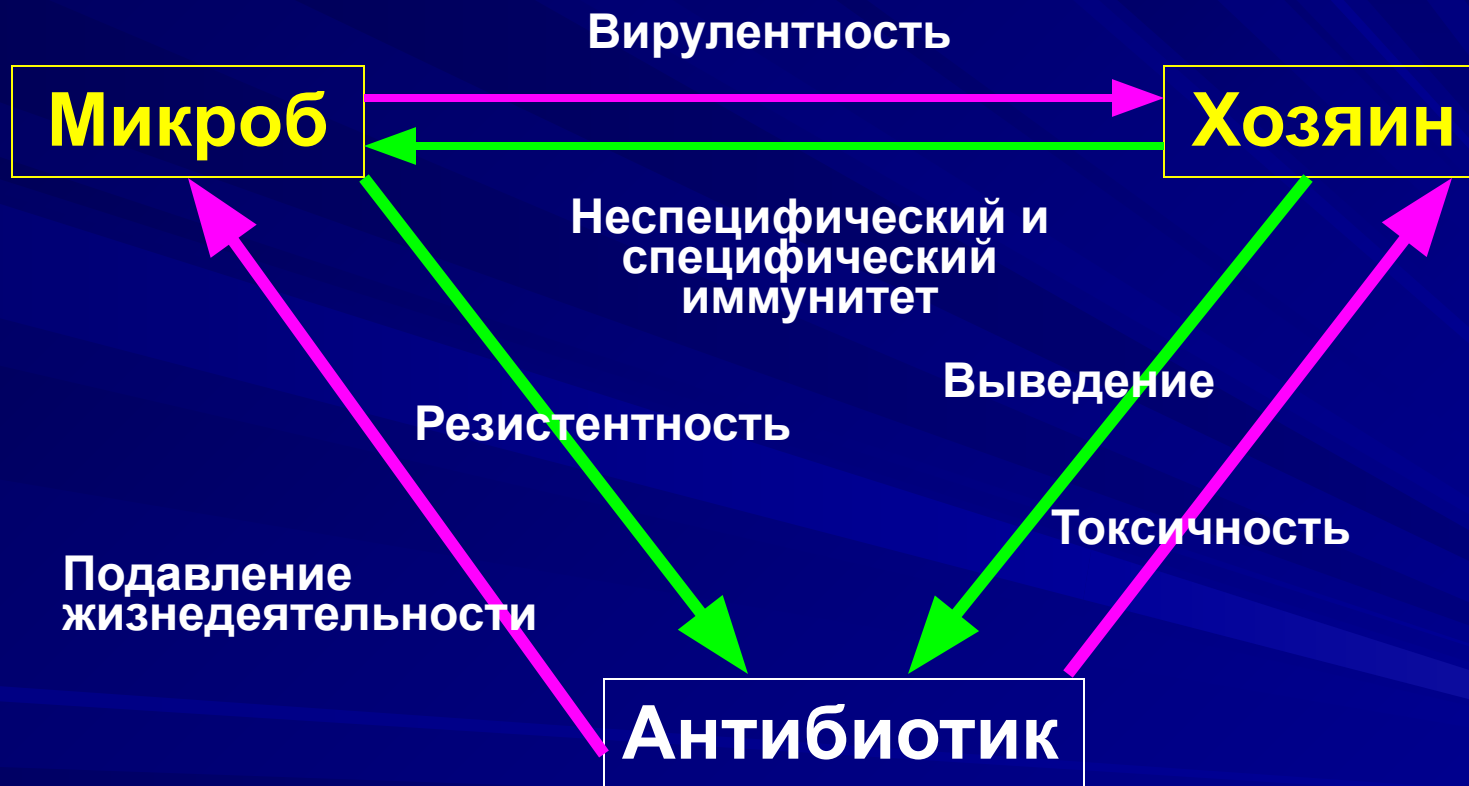 Вирулентность
Микроб
Хозяин
Неспецифический и
специфический
иммунитет
Выведение
Резистентность
Токсичность
Подавление
жизнедеятельности
Антибиотик